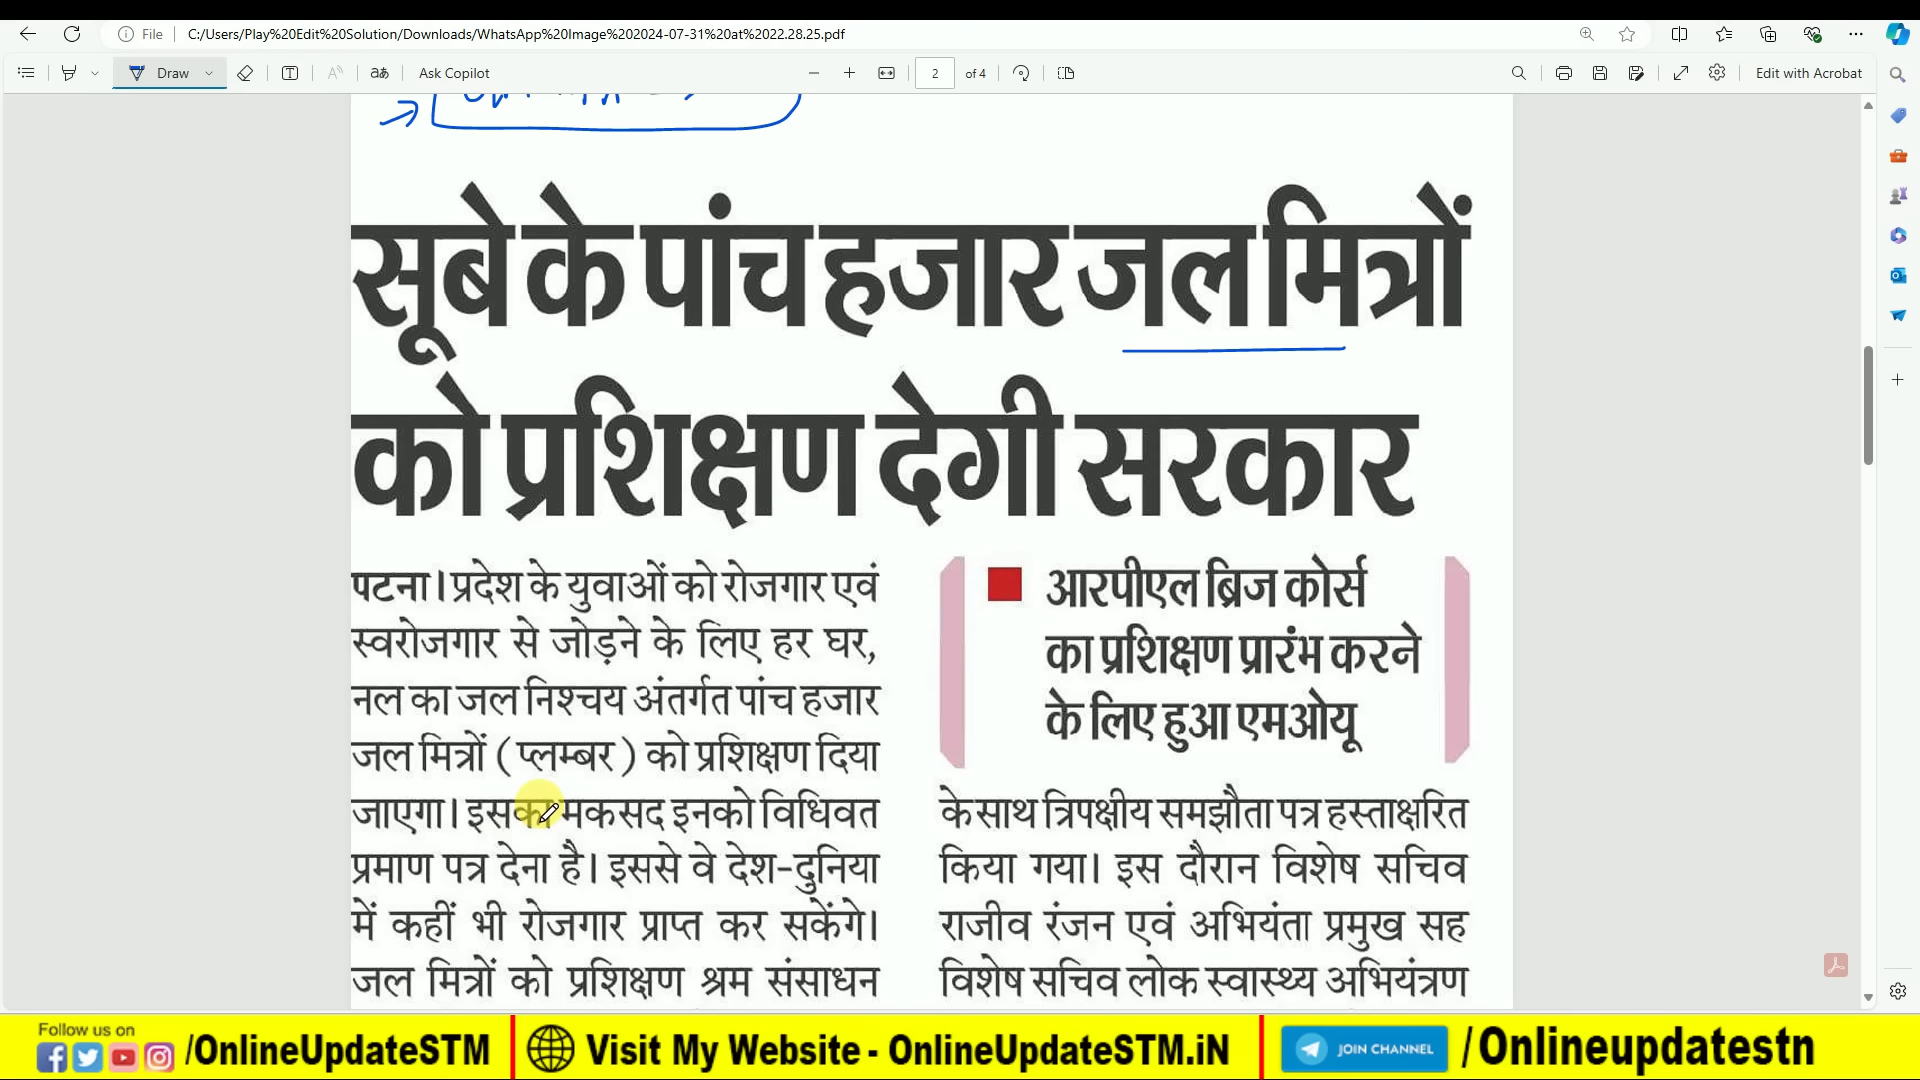 File
C:/Users/Play%20Edit%20Solution/Downloads/WhatsApp%20Image%202024-07-31%20at%2022.28.25.pdf
Draw
aあ
Ask Copilot
2 of 4
Edit with Acrobat
सूबे के पांच हजार जल मित्रों
को प्रशिक्षण देगी सरकार
पटना। प्रदेश के युवाओं को रोजगार एवं
स्वरोजगार से जोड़ने के लिए हर घर,
नल का जल निश्चय अंतर्गत पांच हजार
जल मित्रों (प्लम्बर) को प्रशिक्षण दिया
जाएगा। इसका मकसद इनको विधिवत
प्रमाण पत्र देना है। इससे वे देश-दुनिया
में कहीं भी रोजगार प्राप्त कर सकेंगे।
जल मित्रों को प्रशिक्षण श्रम संसाधन
आरपीएल ब्रिज कोर्स
का प्रशिक्षण प्रारंभ करने
के लिए हुआ एमओयू
के साथ त्रिपक्षीय समझौता पत्र हस्ताक्षरित
किया गया। इस दौरान विशेष सचिव
राजीव रंजन एवं अभियंता प्रमुख सह
विशेष सचिव लोक स्वास्थ्य अभियंत्रण
Follow us on
/OnlineUpdateSTM
Visit My Website - OnlineUpdateSTM.iN
JOIN CHANNEL
/Onlineupdatestn